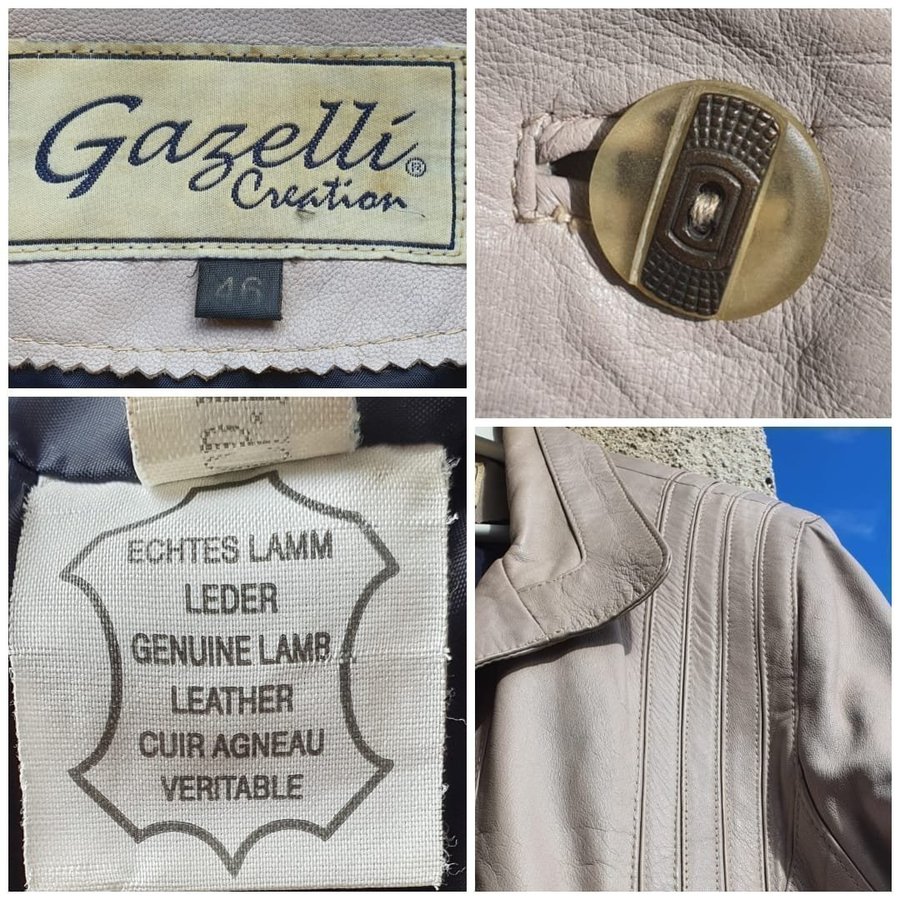 Gazelli®
Creation
46
ECHTES LAMM
LEDER
GENUINE LAMB
LEATHER
CUIR AGNEAU
VERITABLE